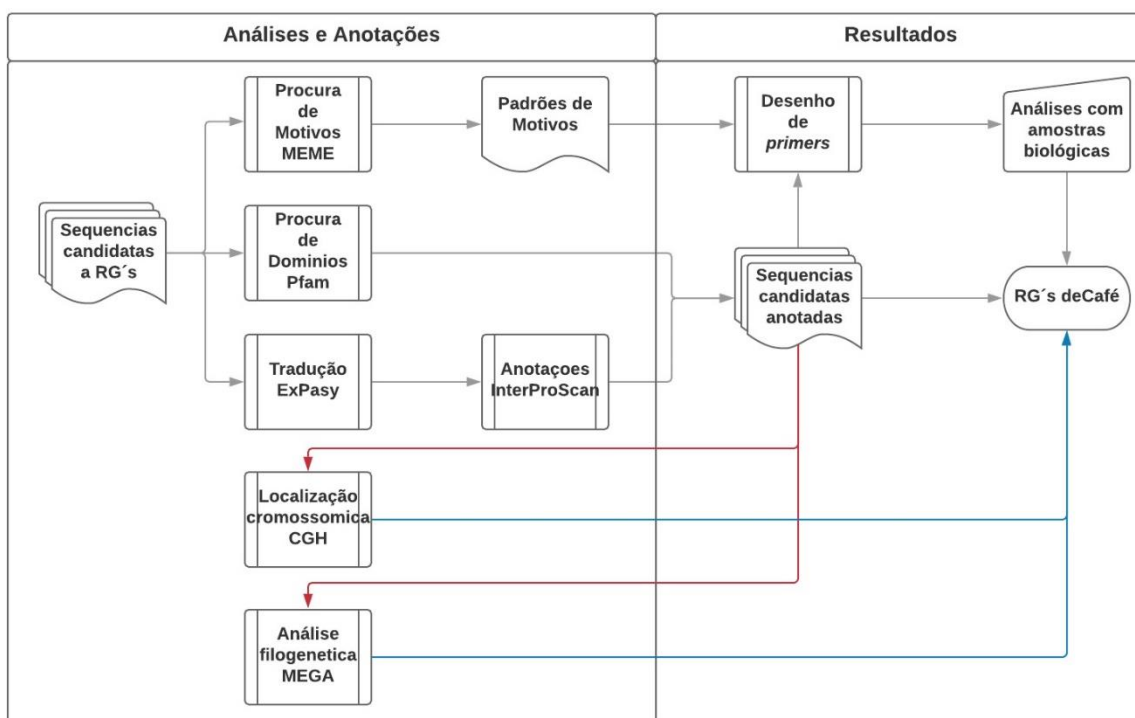 Análises e Anotações
Resultados
Procura
de
Motivos
MEME
Padrões de
Motivos
Desenho
de
primers
Análises com
amostras
biológicas
Sequencias
candidatas
a RG´s
Procura
de
Dominios
Pfam
Sequencias
candidatas
anotadas
RG´s deCafé
Tradução
ExPasy
Anotaçoes
InterProScan
Localização
cromossomica
CGH
Análise
filogenetica
MEGA